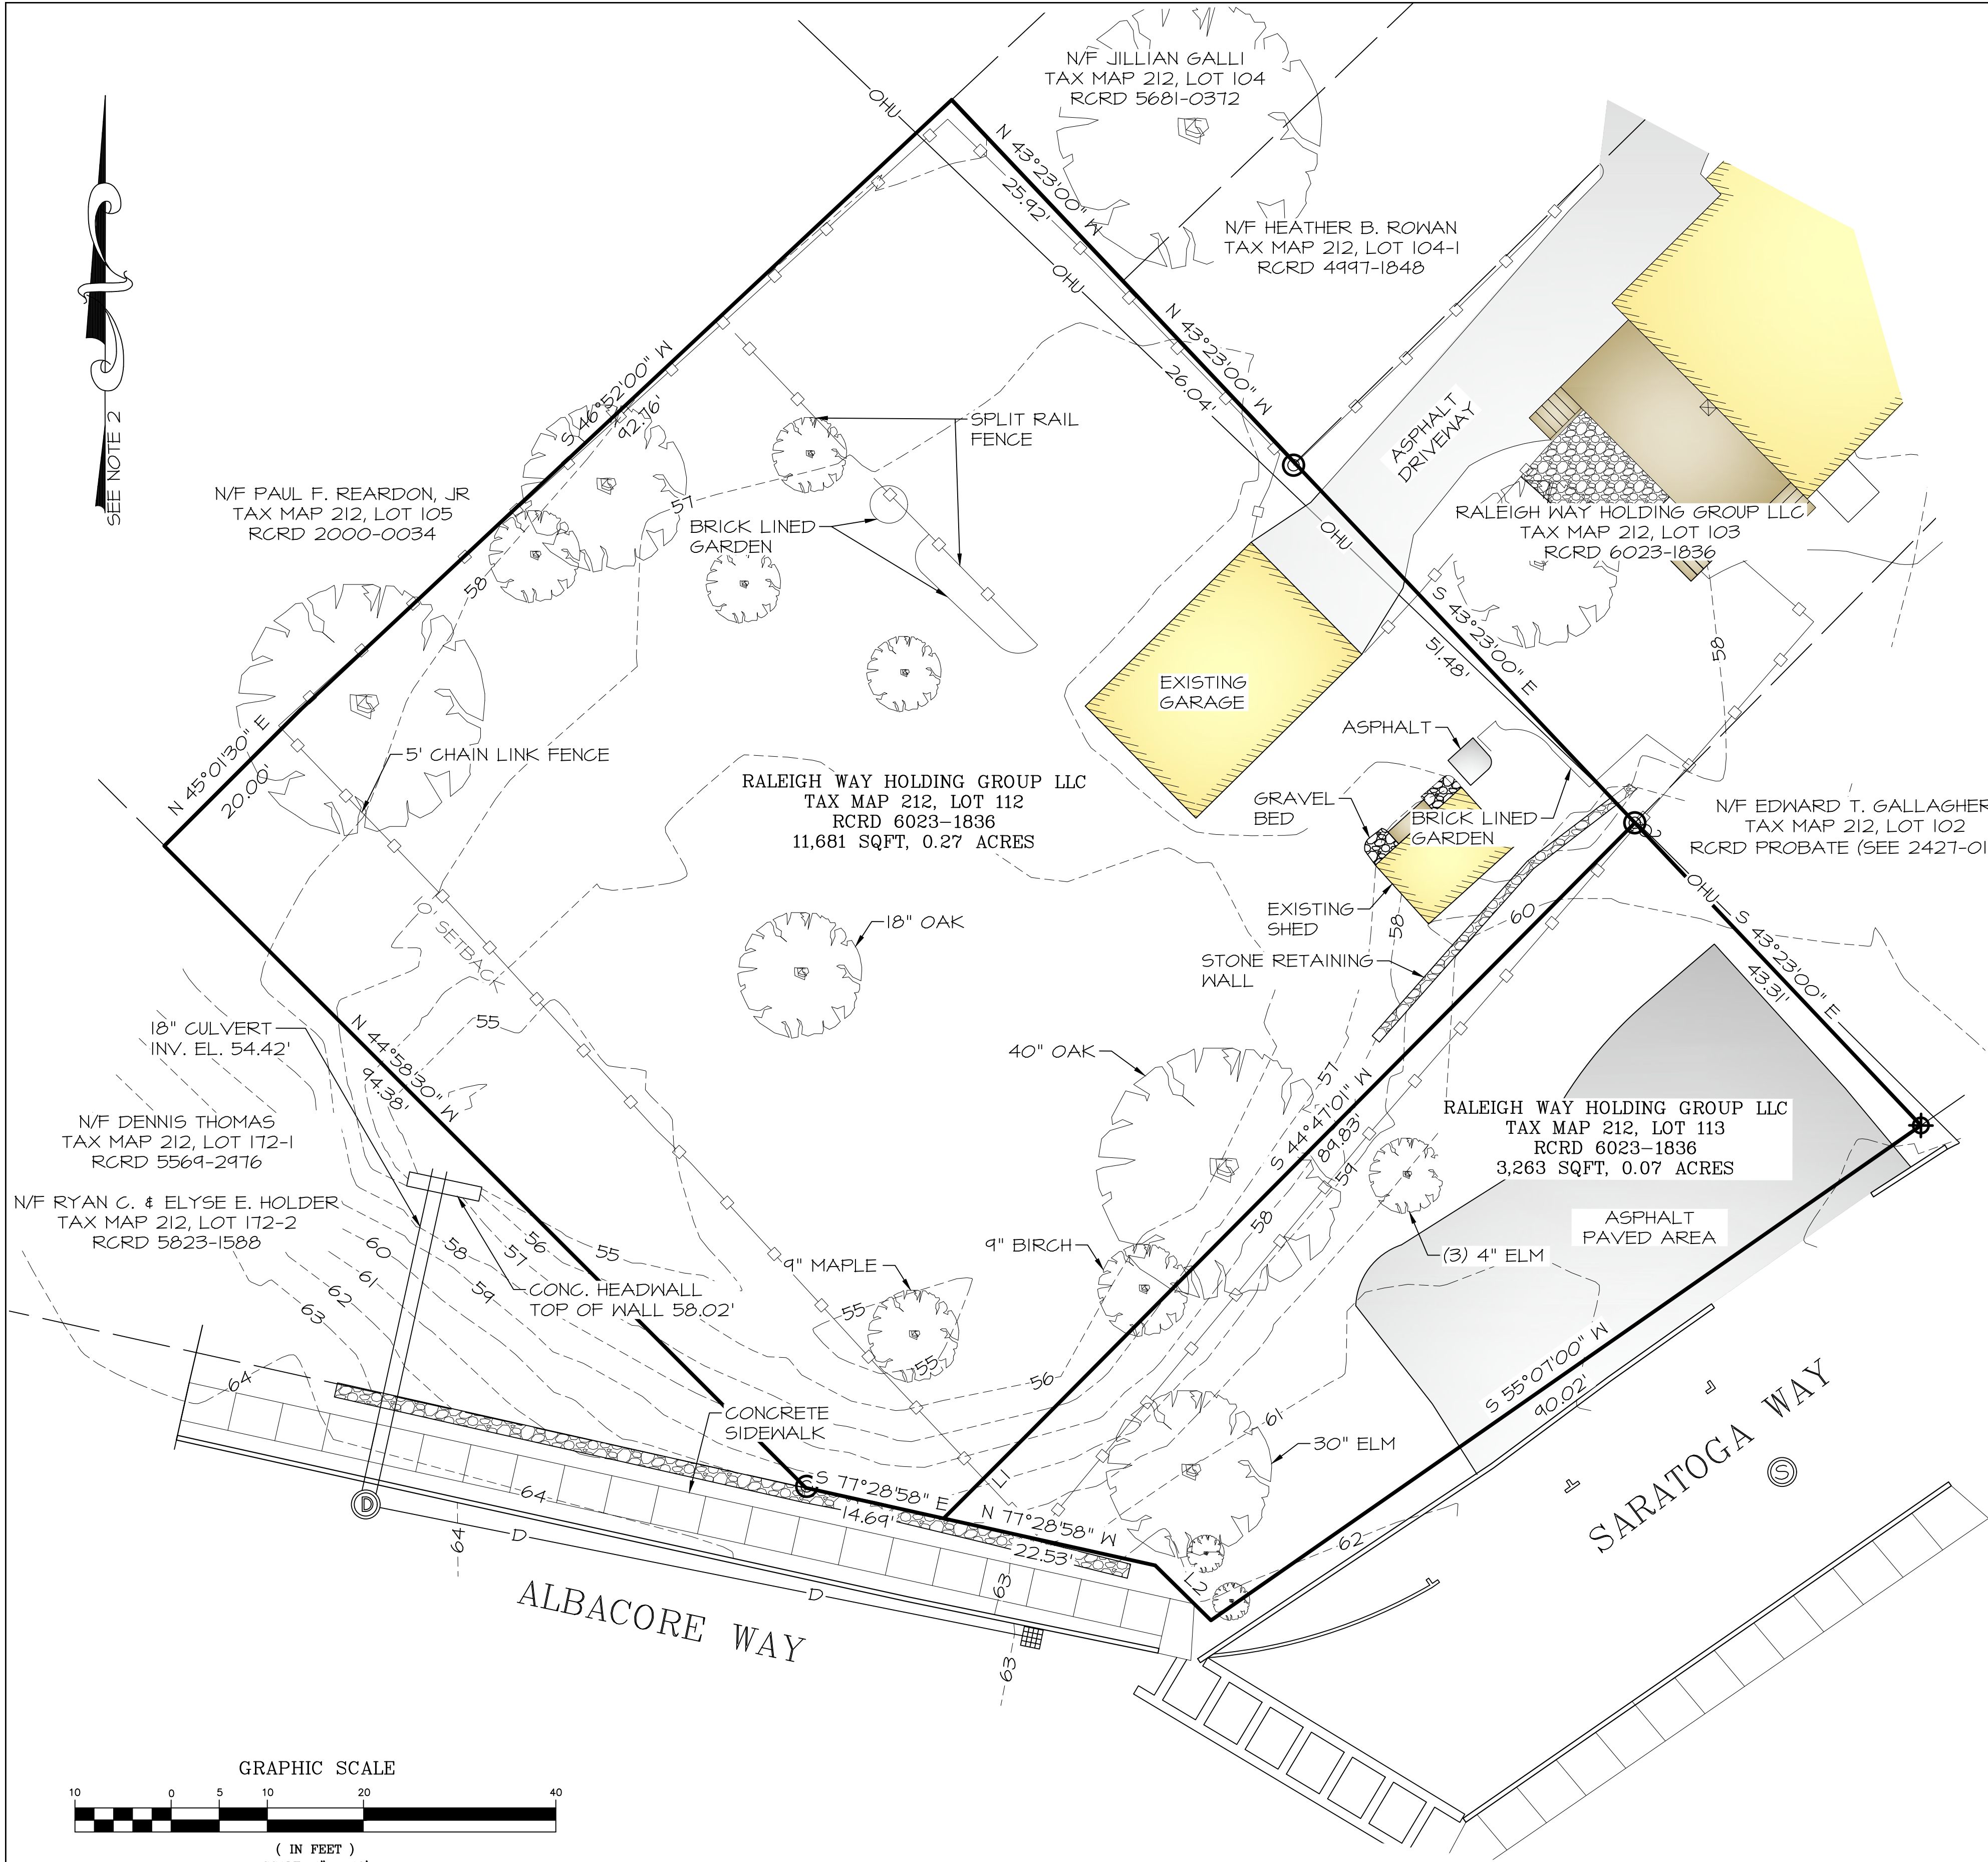 N/F JILLIAN GALLI
TAX MAP 212, LOT 104
RCRD 5681-0372
OHU
N 43°23'00" W
25.92'
N/F HEATHER B. ROWAN
TAX MAP 212, LOT 104-1
RCRD 4997-1848
OHU
N 43°23'00" W
26.04'
SEE NOTE 2
S 46°52'00" W
92.76'
SPLIT RAIL
FENCE
ASPHALT
DRIVEWAY
N/F PAUL F. REARDON, JR
TAX MAP 212, LOT 105
RCRD 2000-0034
57
BRICK LINED
GARDEN
OHU
RALEIGH WAY HOLDING GROUP LLC
TAX MAP 212, LOT 103
RCRD 6023-1836
58
S 43°23'00" E
51.48'
58
EXISTING
GARAGE
N 45°01'30" E
20.00'
5' CHAIN LINK FENCE
ASPHALT
RALEIGH WAY HOLDING GROUP LLC
TAX MAP 212, LOT 112
RCRD 6023-1836
11,681 SQFT, 0.27 ACRES
GRAVEL
BED
BRICK LINED
GARDEN
N/F EDWARD T. GALLAGHER
TAX MAP 212, LOT 102
RCRD PROBATE (SEE 2427-01
OHU
10' SETBACK
18" OAK
EXISTING
SHED
58
60
S 43°23'00" E
43.31'
STONE RETAINING
WALL
55
18" CULVERT
INV. EL. 54.42'
N 44°58'30" W
94.38'
40" OAK
57
S 44°47'01" W
89.83'
59
RALEIGH WAY HOLDING GROUP LLC
TAX MAP 212, LOT 113
RCRD 6023-1836
3,263 SQFT, 0.07 ACRES
N/F DENNIS THOMAS
TAX MAP 212, LOT 172-1
RCRD 5569-2976
N/F RYAN C. & ELYSE E. HOLDER
TAX MAP 212, LOT 172-2
RCRD 5823-1588
ASPHALT
PAVED AREA
58
9" BIRCH
(3) 4" ELM
60
61
62
63
58
59
57
56
55
9" MAPLE
CONC. HEADWALL
TOP OF WALL 58.02'
55
55
56
S 55°07'00" W
90.02'
64
CONCRETE
SIDEWALK
61
30" ELM
SARATOGA WAY
S
L1
S 77°28'58" E
14.69'
N 77°28'58" W
22.53'
64
D
D
D
64
62
L2
63
63
ALBACORE WAY
GRAPHIC SCALE
10 0 5 10 20 40
( IN FEET )